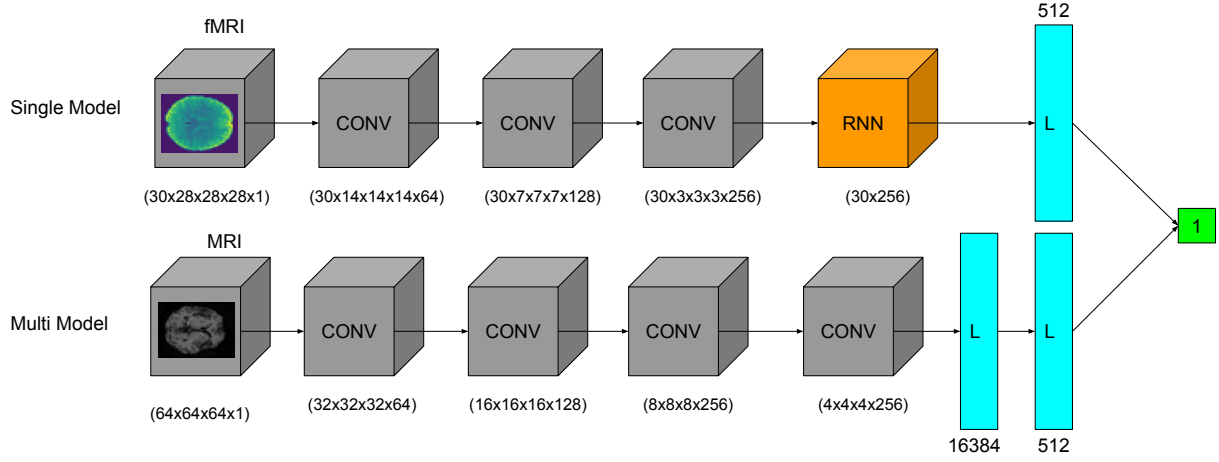 fMRI
512
Single Model
CONV
CONV
CONV
RNN
L
(30x28x28x28x1)
(30x14x14x14x64)
(30x7x7x7x128)
(30x3x3x3x256)
(30x256)
1
MRI
Multi Model
CONV
CONV
CONV
CONV
L
L
(64x64x64x1)
(32x32x32x64)
(16x16x16x128)
(8x8x8x256)
(4x4x4x256)
16384
512